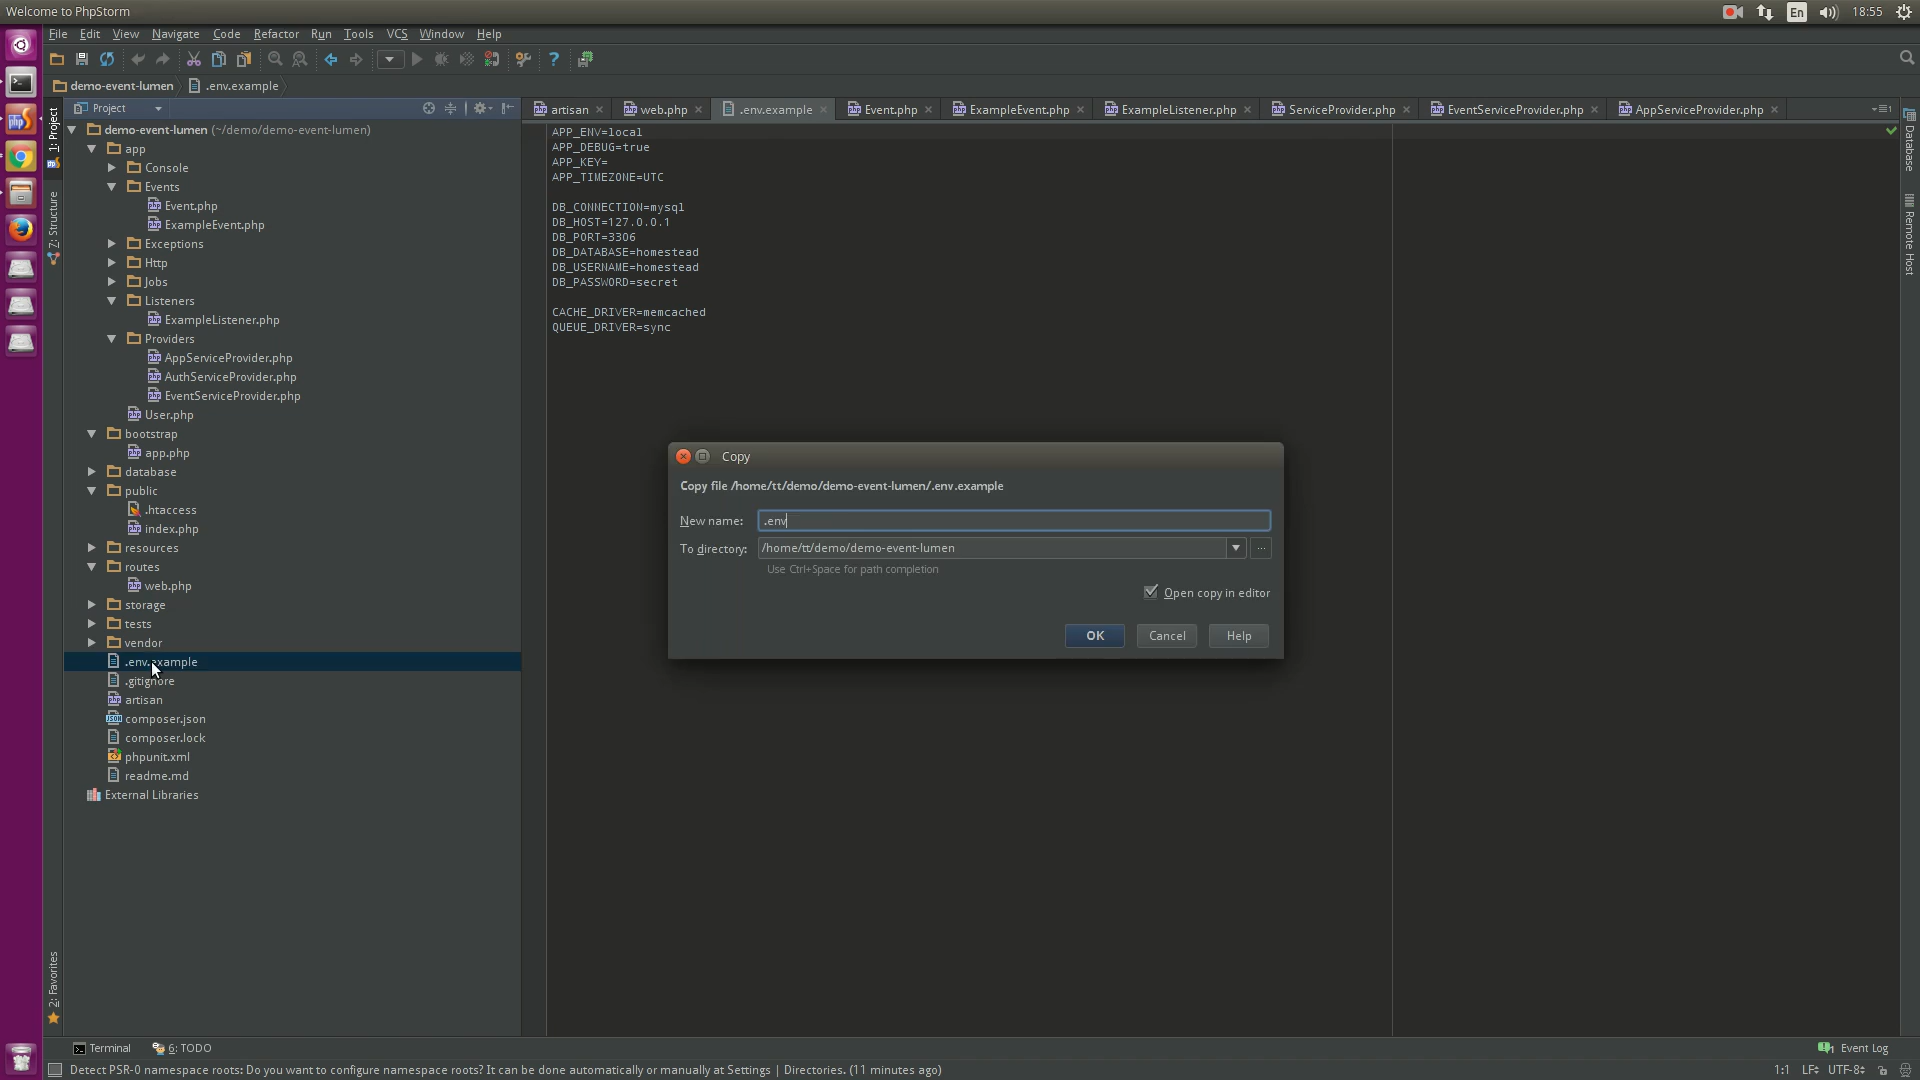 Welcome to PhpStorm
En
18:55
File Edit View Navigate Code Refactor Run Tools VCS Window Help
demo-event-lumen .env.example
1: Project
Z: Structure
2: Favorites
Project
demo-event-lumen (~/demo/demo-event-lumen)
app
Console
Events
Event.php
ExampleEvent.php
Exceptions
Http
Jobs
Listeners
ExampleListener.php
Providers
AppServiceProvider.php
AuthServiceProvider.php
EventServiceProvider.php
User.php
bootstrap
app.php
database
public
.htaccess
index.php
resources
routes
web.php
storage
tests
vendor
.env.example
.gitignore
artisan
composer.json
composer.lock
phpunit.xml
readme.md
External Libraries
artisan web.php .env.example Event.php ExampleEvent.php ExampleListener.php ServiceProvider.php EventServiceProvider.php AppServiceProvider.php
APP_ENV=local
APP_DEBUG=true
APP_KEY=
APP_TIMEZONE=UTC
DB_CONNECTION=mysql
DB_HOST=127.0.0.1
DB_PORT=3306
DB_DATABASE=homestead
DB_USERNAME=homestead
DB_PASSWORD=secret
CACHE_DRIVER=memcached
QUEUE_DRIVER=sync
Copy
Copy file /home/tt/demo/demo-event-lumen/.env.example
New name: .env
To directory: /home/tt/demo/demo-event-lumen
Use Ctrl+Space for path completion
Open copy in editor
OK Cancel Help
Database
Remote Host
Terminal 6: TODO
Event Log
Detect PSR-0 namespace roots: Do you want to configure namespace roots? It can be done automatically or manually at Settings | Directories. (11 minutes ago)
1:1 LF UTF-8